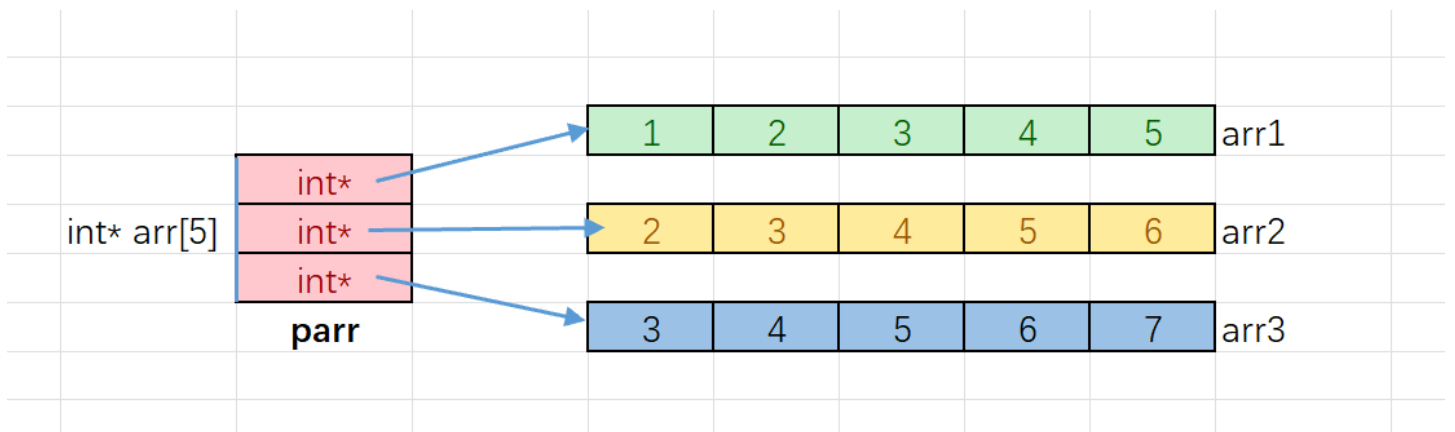 1 2 3 4 5 arr1
int*
int* arr[5] int* 2 3 4 5 6 arr2
int*
parr 3 4 5 6 7 arr3